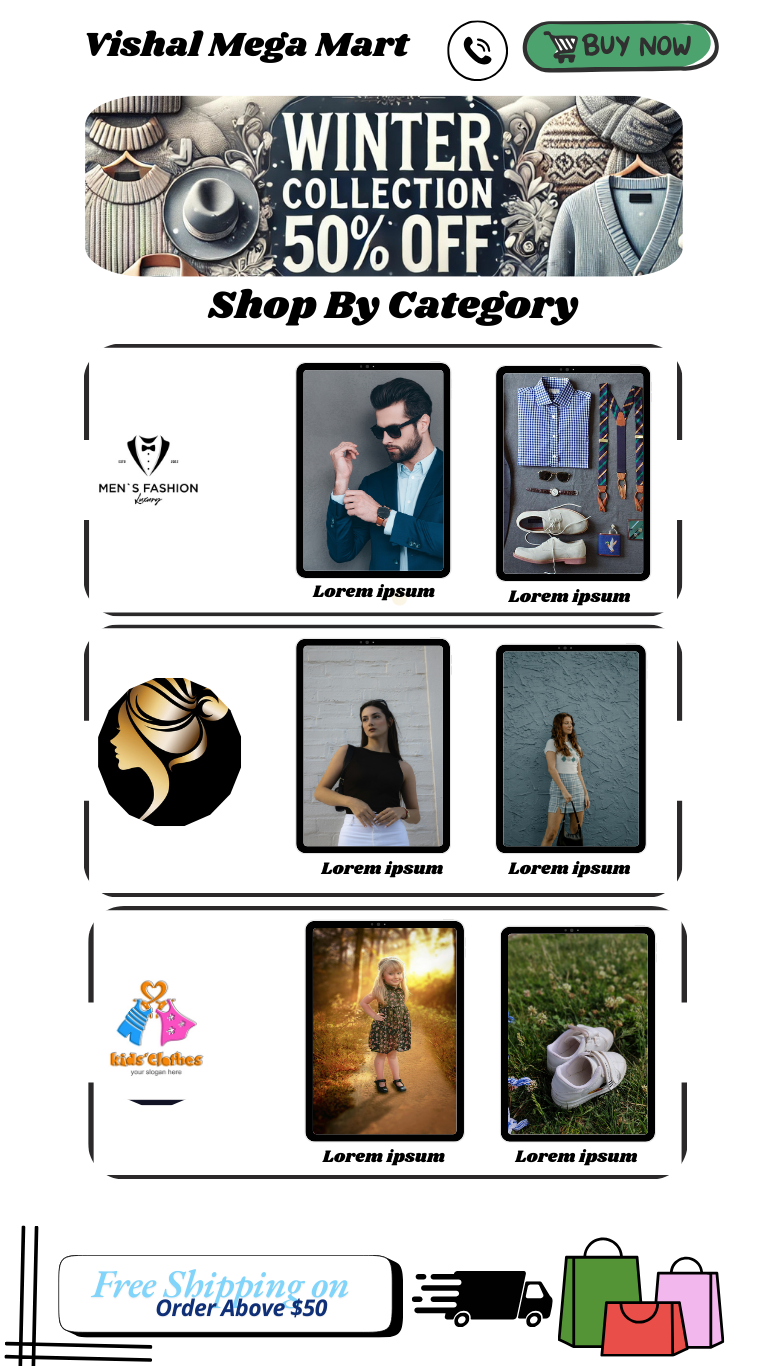 Vishal Mega Mart
BUY NOW
WINTER
COLLECTION
50% OFF
Shop By Category
MEN`S FASHION
Luxury
Lorem ipsum
Lorem ipsum
Lorem ipsum
Lorem ipsum
kids'Clothes
your slogan here
Lorem ipsum
Lorem ipsum
Free Shipping on
Order Above $50